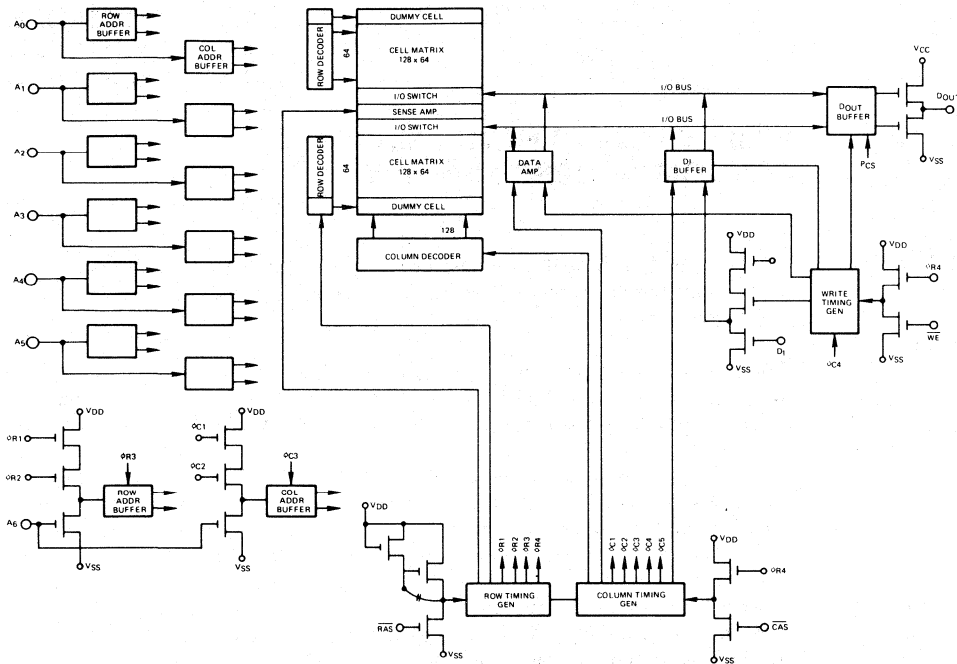 A0
ROW
ADDR
BUFFER
COL
ADDR
BUFFER
A1
A2
A3
A4
A5
ROW DECODER
64
DUMMY CELL
CELL MATRIX
128 x 64
I/O SWITCH
SENSE AMP
I/O SWITCH
CELL MATRIX
128 x 64
DUMMY CELL
ROW DECODER
64
128
COLUMN DECODER
I/O BUS
I/O BUS
DATA
AMP
DI
BUFFER
DOUT
BUFFER
VCC
DOUT
VSS
PCS
VDD
VSS
DI
WRITE
TIMING
GEN
φC4
VDD
φR4
WE
VSS
VDD
φR1
φR2
φR3
ROW
ADDR
BUFFER
A6
VSS
VDD
φC1
φC2
φC3
COL
ADDR
BUFFER
VSS
VDD
RAS
VSS
φR1
φR2
φR3
φR4
ROW TIMING
GEN
φC1
φC2
φC3
φC4
φC5
COLUMN TIMING
GEN
VDD
φR4
CAS
VSS